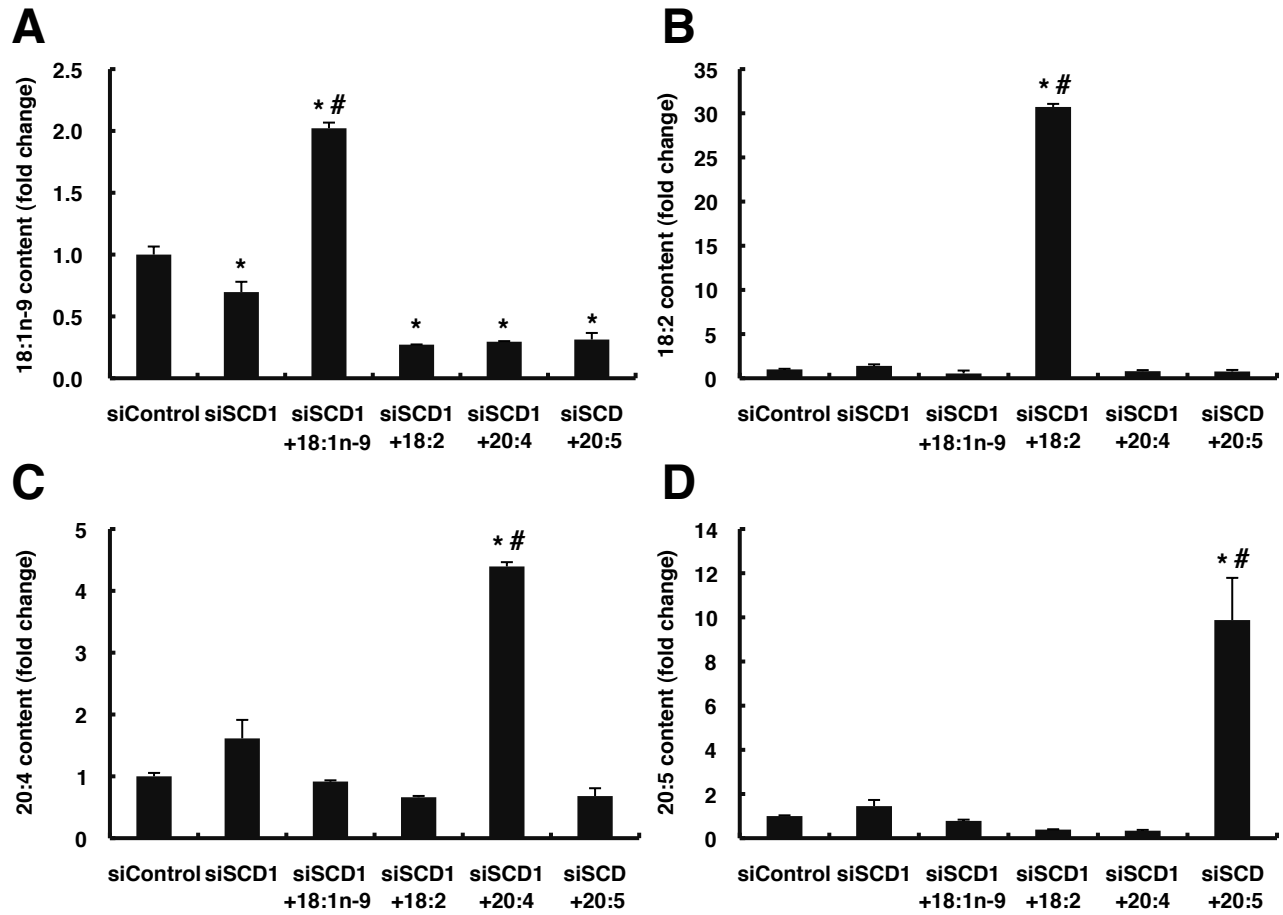 A
18:1n-9 content (fold change)
2.5
2.0
1.5
1.0
0.5
0.0
*
* #
*
*
*
siControl siSCD1 siSCD1 siSCD1 siSCD1 siSCD
+18:1n-9 +18:2 +20:4 +20:5
B
18:2 content (fold change)
35
30
25
20
15
10
5
0
* #
siControl siSCD1 siSCD1 siSCD1 siSCD1 siSCD
+18:1n-9 +18:2 +20:4 +20:5
C
20:4 content (fold change)
5
4
3
2
1
0
* #
siControl siSCD1 siSCD1 siSCD1 siSCD1 siSCD
+18:1n-9 +18:2 +20:4 +20:5
D
20:5 content (fold change)
14
12
10
8
6
4
2
0
* #
siControl siSCD1 siSCD1 siSCD1 siSCD1 siSCD
+18:1n-9 +18:2 +20:4 +20:5